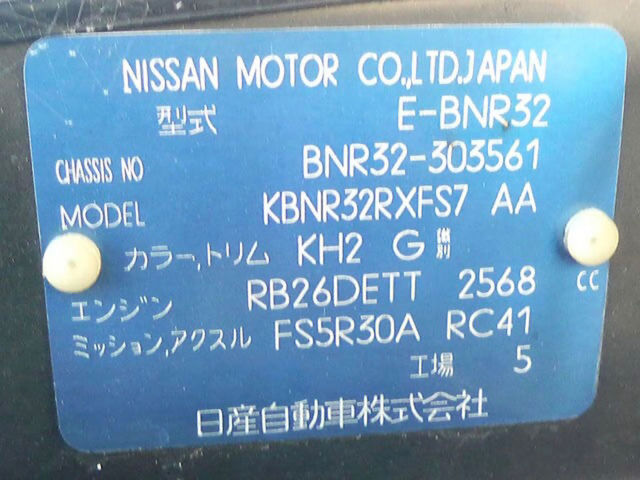 NISSAN MOTOR CO.,LTD.JAPAN
型式 E-BNR32
CHASSIS NO BNR32-303561
MODEL KBNR32RXFS7 AA
カラー,トリム KH2 G 識別
エンジン RB26DETT 2568 CC
ミッション,アクスル FS5R30A RC41
工場 5
日産自動車株式会社